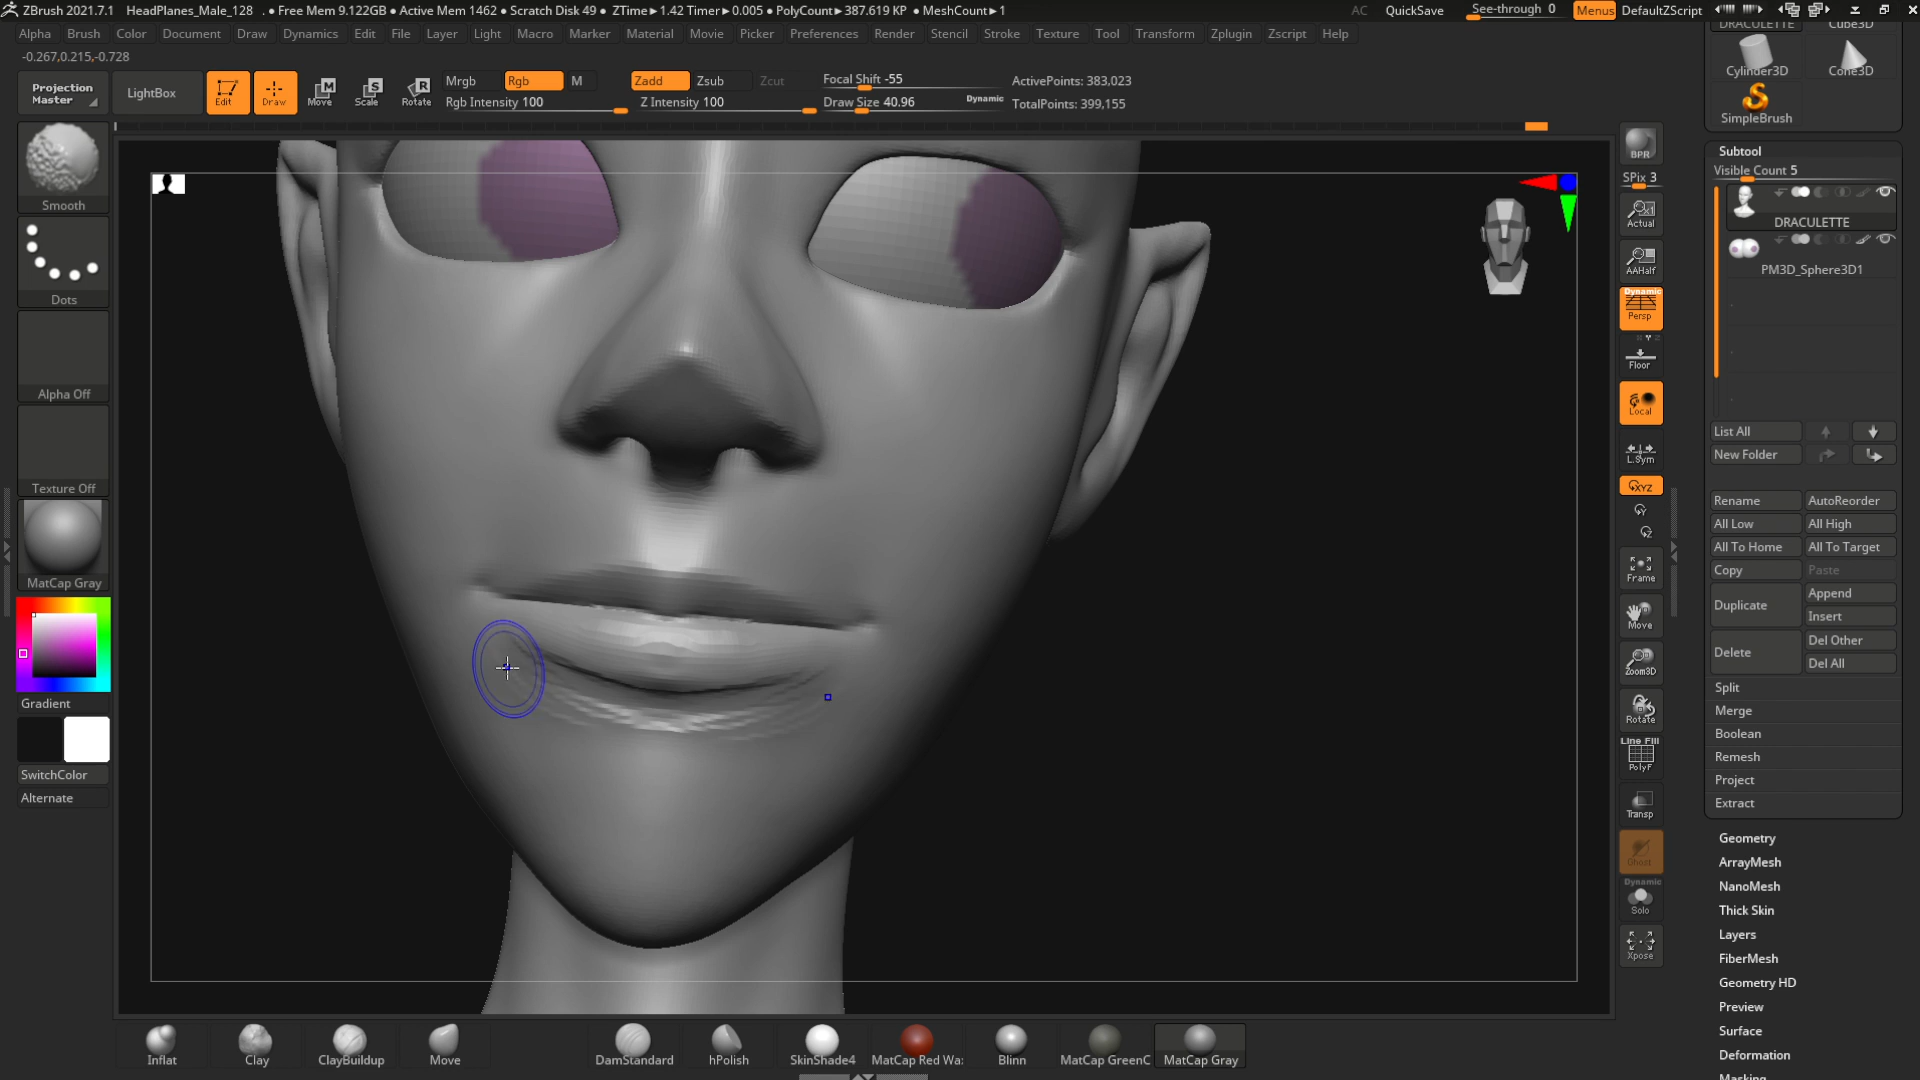 ZBrush 2021.7.1 HeadPlanes_Male_128 . • Free Mem 9.122GB • Active Mem 1462 • Scratch Disk 49 • ZTime►1.42 Timer►0.005 • PolyCount►387.619 KP • MeshCount►1 AC QuickSave See-through 0 Menus DefaultZScript
Alpha Brush Color Document Draw Dynamics Edit File Layer Light Macro Marker Material Movie Picker Preferences Render Stencil Stroke Texture Tool Transform Zplugin Zscript Help
-0.267,0.215,-0.728
Projection Master
LightBox
Edit
Draw
Move
Scale
Rotate
Mrgb Rgb M
Rgb Intensity 100
Zadd Zsub Zcut
Z Intensity 100
Focal Shift -55
Draw Size 40.96 Dynamic
ActivePoints: 383,023
TotalPoints: 399,155
Smooth
Dots
Alpha Off
Texture Off
MatCap Gray
Gradient
SwitchColor
Alternate
BPR
SPix 3
Actual
AAHalf
Dynamic
Persp
Floor
Local
L.Sym
XYZ
Y
Z
Frame
Move
Zoom3D
Rotate
Line Fill
PolyF
Transp
Ghost
Dynamic
Solo
Xpose
DRACULETTE Cube3D
Cylinder3D Cone3D
SimpleBrush
Subtool
Visible Count 5
DRACULETTE
PM3D_Sphere3D1
List All
New Folder
Rename AutoReorder
All Low All High
All To Home All To Target
Copy Paste
Duplicate Append
Insert
Delete Del Other
Del All
Split
Merge
Boolean
Remesh
Project
Extract
Geometry
ArrayMesh
NanoMesh
Thick Skin
Layers
FiberMesh
Geometry HD
Preview
Surface
Deformation
Masking
Inflat Clay ClayBuildup Move DamStandard hPolish SkinShade4 MatCap Red Wa: Blinn MatCap GreenC MatCap Gray